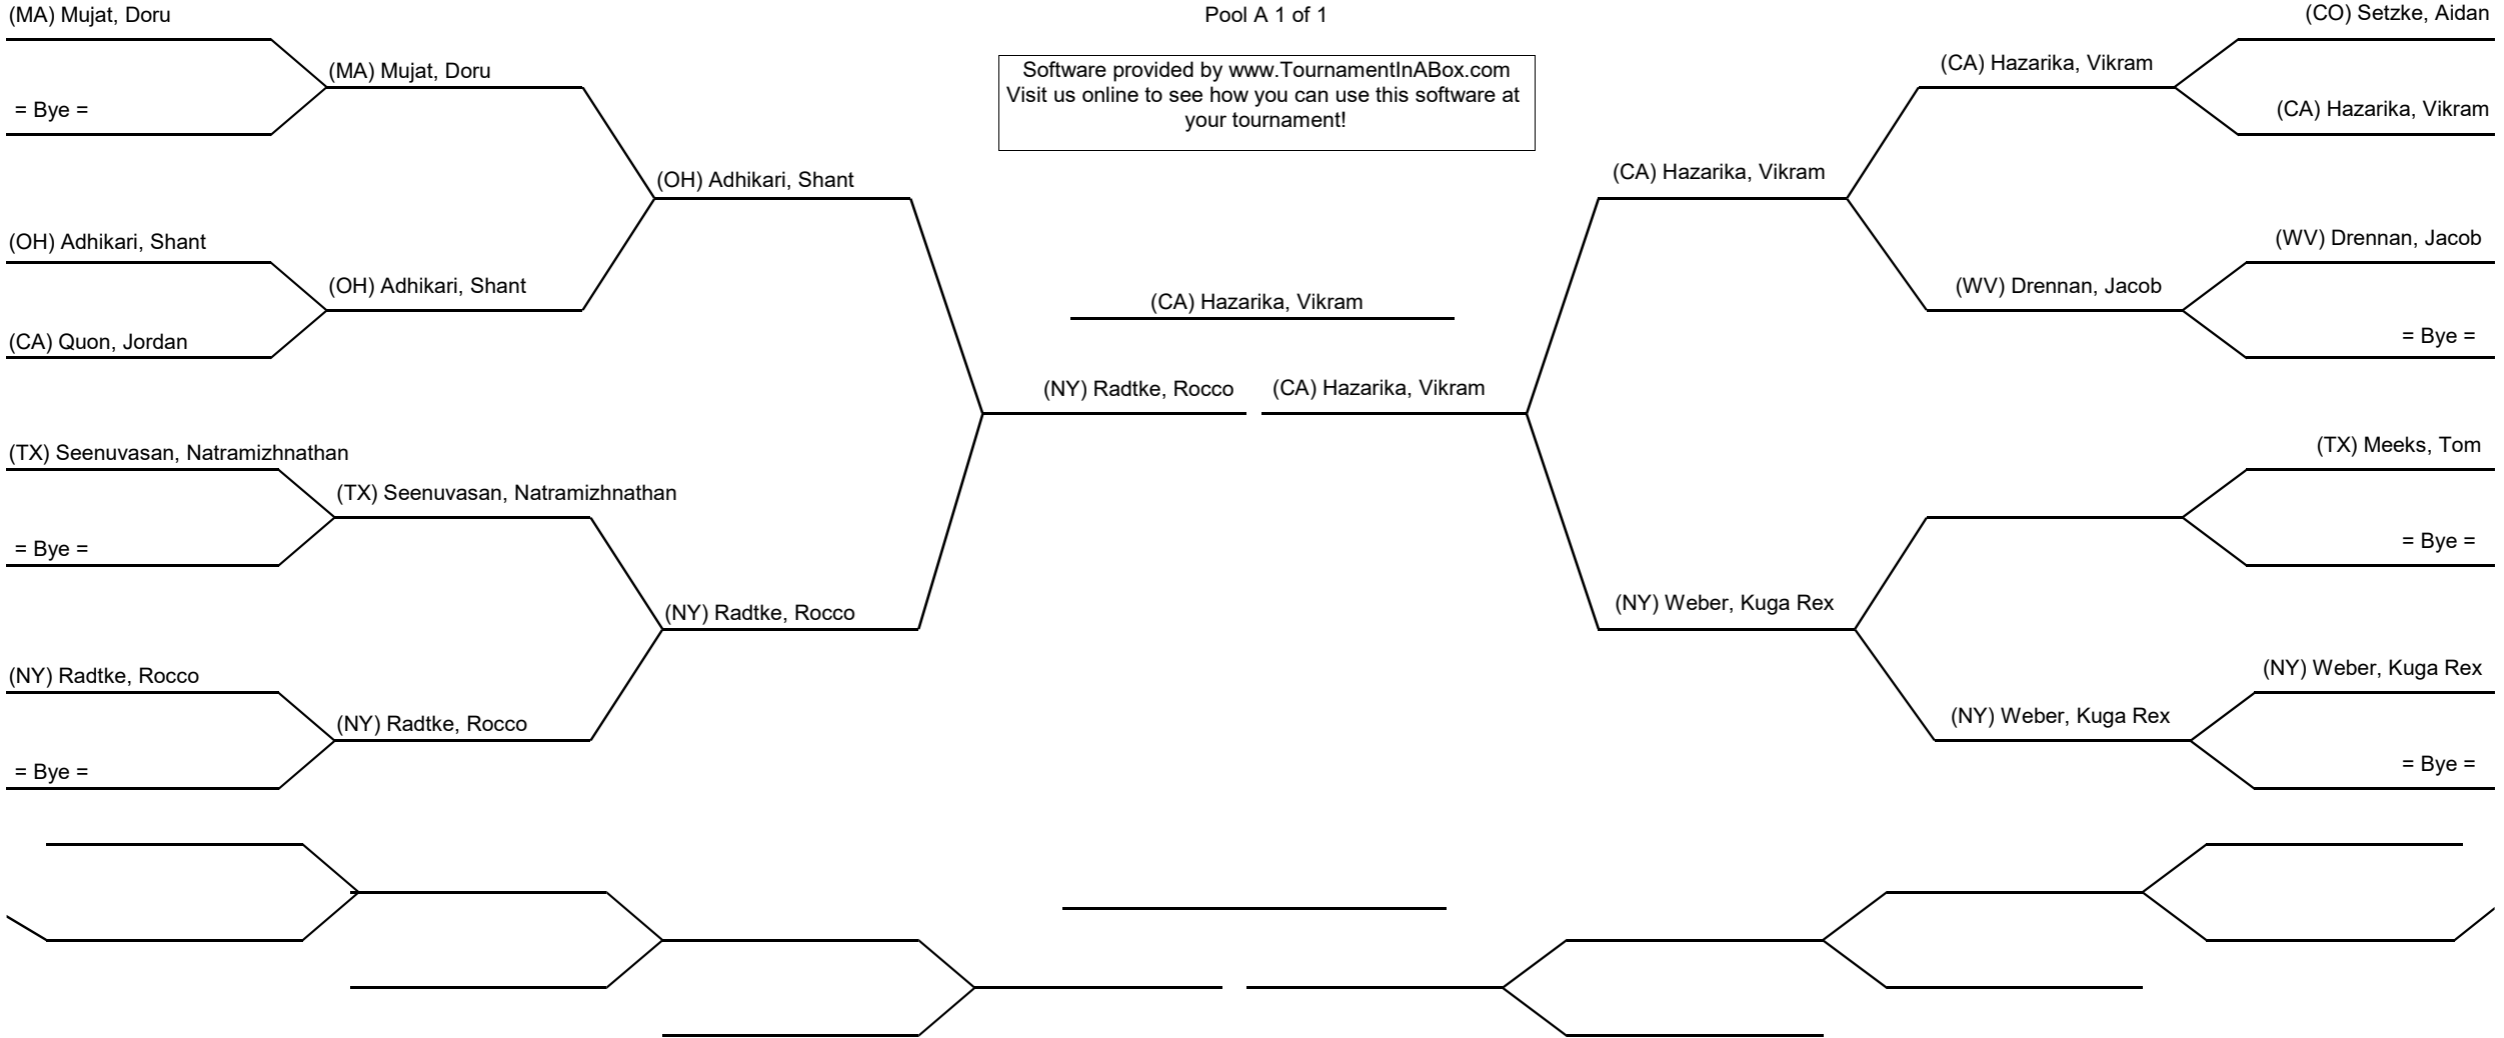 Pool A 1 of 1
Software provided by www.TournamentInABox.com
Visit us online to see how you can use this software at
your tournament!
(MA) Mujat, Doru
= Bye =
(OH) Adhikari, Shant
(CA) Quon, Jordan
(TX) Seenuvasan, Natramizhnathan
= Bye =
(NY) Radtke, Rocco
= Bye =
(MA) Mujat, Doru
(OH) Adhikari, Shant
(TX) Seenuvasan, Natramizhnathan
(NY) Radtke, Rocco
(OH) Adhikari, Shant
(NY) Radtke, Rocco
(CA) Hazarika, Vikram
(NY) Radtke, Rocco
(CA) Hazarika, Vikram
(CA) Hazarika, Vikram
(NY) Weber, Kuga Rex
(CA) Hazarika, Vikram
(WV) Drennan, Jacob
(NY) Weber, Kuga Rex
(CO) Setzke, Aidan
(CA) Hazarika, Vikram
(WV) Drennan, Jacob
= Bye =
(TX) Meeks, Tom
= Bye =
(NY) Weber, Kuga Rex
= Bye =